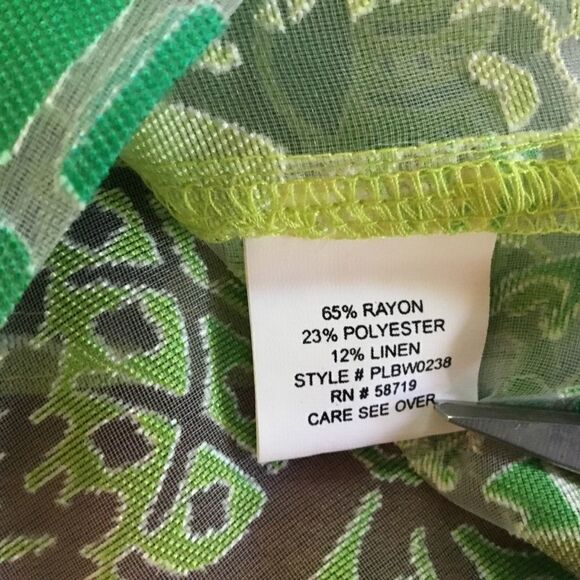 65% RAYON
23% POLYESTER
12% LINEN
STYLE # PLBW0238
RN # 58719
CARE SEE OVER